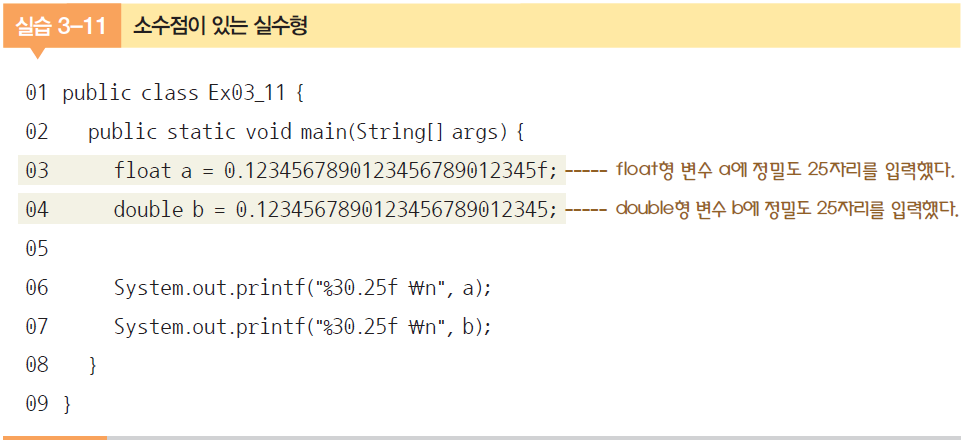 실습 3-11 소수점이 있는 실수형
01 public class Ex03_11 {
02 public static void main(String[] args) {
03 float a = 0.1234567890123456789012345f; ----- float형 변수 a에 정밀도 25자리를 입력했다.
04 double b = 0.1234567890123456789012345; ----- double형 변수 b에 정밀도 25자리를 입력했다.
05
06 System.out.printf("%30.25f ₩n", a);
07 System.out.printf("%30.25f ₩n", b);
08 }
09 }